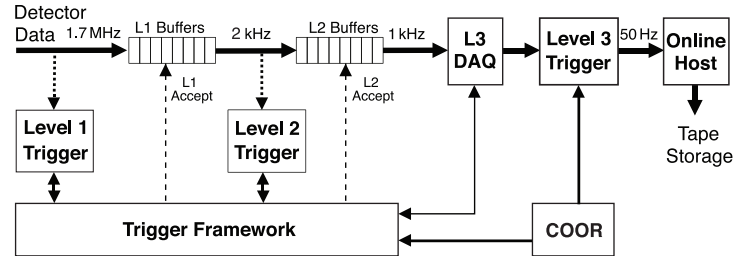 Detector
Data
1.7 MHz
L1 Buffers
2 kHz
L2 Buffers
1 kHz
L3
DAQ
Level 3
Trigger
50 Hz
Online
Host
L1
Accept
L2
Accept
Level 1
Trigger
Level 2
Trigger
Tape
Storage
Trigger Framework
COOR